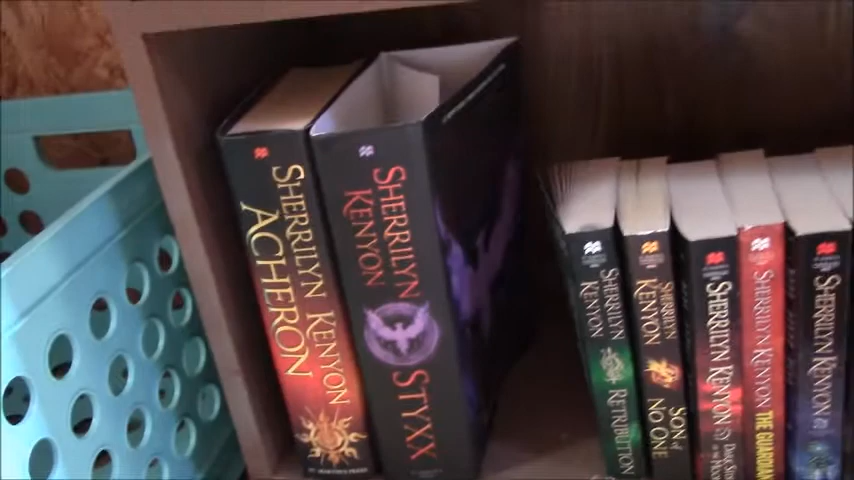 SHERRILYN KENYON
ACHERON
SHERRILYN
KENYON
STYXX
SHERRILYN
KENYON
RETRIBUTION
SHERRILYN
KENYON
SON of
NO ONE
SHERRILYN KENYON
SHERRILYN KENYON
THE GUARDIAN
SHERRILYN KENYON